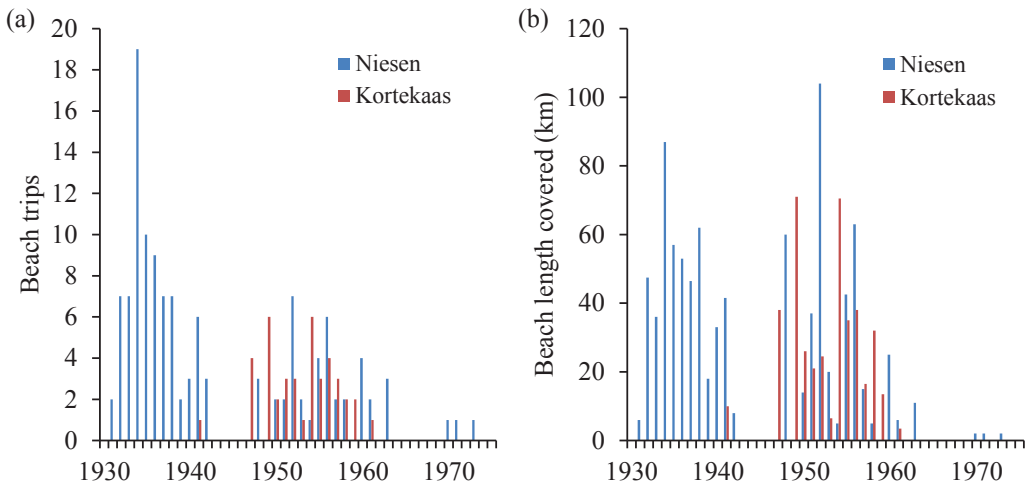 (a)
20
18
16
14
12
10
8
6
4
2
0
Beach trips
Niesen
Kortekaas
1930 1940 1950 1960 1970
(b)
120
100
80
60
40
20
0
Beach length covered (km)
Niesen
Kortekaas
1930 1940 1950 1960 1970